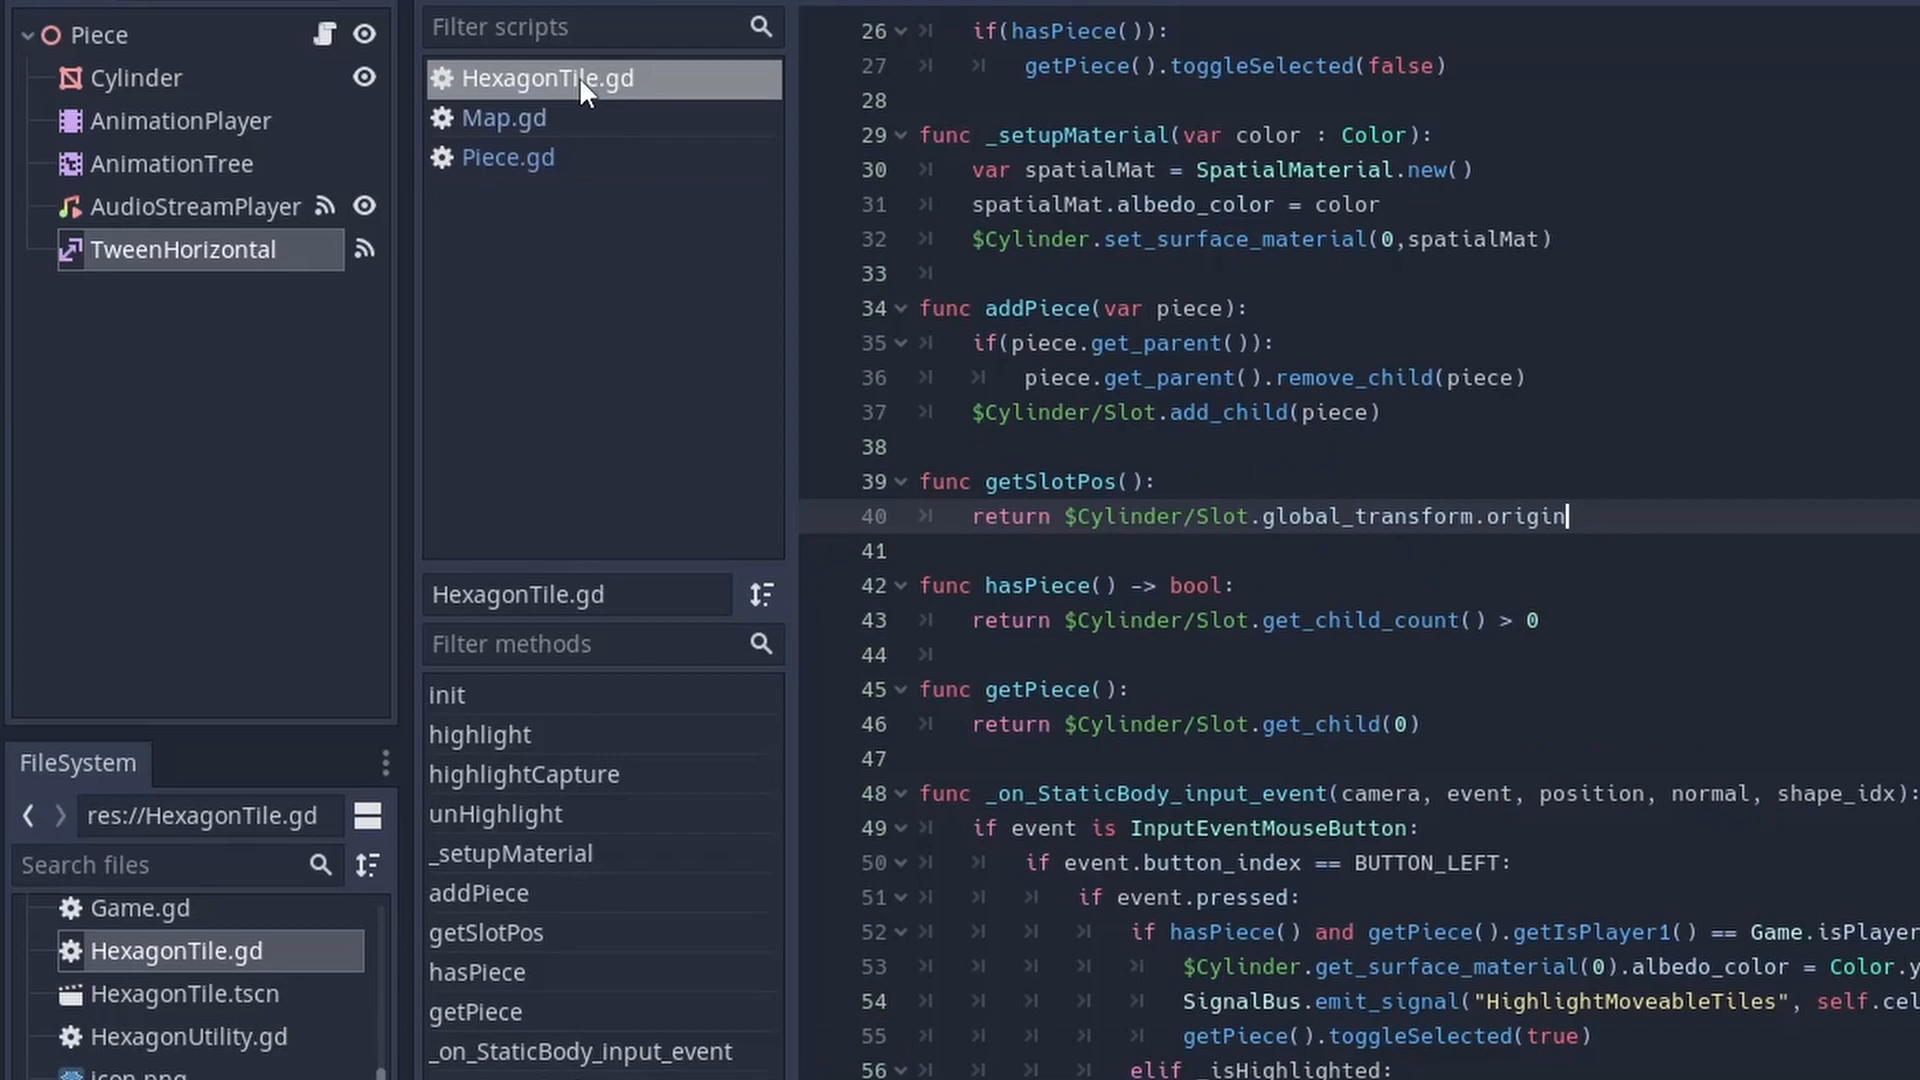 Piece
Cylinder
AnimationPlayer
AnimationTree
AudioStreamPlayer
TweenHorizontal
FileSystem
res://HexagonTile.gd
Search files
Game.gd
HexagonTile.gd
HexagonTile.tscn
HexagonUtility.gd
icon.png
Filter scripts
HexagonTile.gd
Map.gd
Piece.gd
HexagonTile.gd
Filter methods
init
highlight
highlightCapture
unHighlight
_setupMaterial
addPiece
getSlotPos
hasPiece
getPiece
_on_StaticBody_input_event
26 if(hasPiece()):
27 getPiece().toggleSelected(false)
28
29 func _setupMaterial(var color : Color):
30 var spatialMat = SpatialMaterial.new()
31 spatialMat.albedo_color = color
32 $Cylinder.set_surface_material(0,spatialMat)
33
34 func addPiece(var piece):
35 if(piece.get_parent()):
36 piece.get_parent().remove_child(piece)
37 $Cylinder/Slot.add_child(piece)
38
39 func getSlotPos():
40 return $Cylinder/Slot.global_transform.origin
41
42 func hasPiece() -> bool:
43 return $Cylinder/Slot.get_child_count() > 0
44
45 func getPiece():
46 return $Cylinder/Slot.get_child(0)
47
48 func _on_StaticBody_input_event(camera, event, position, normal, shape_idx):
49 if event is InputEventMouseButton:
50 if event.button_index == BUTTON_LEFT:
51 if event.pressed:
52 if hasPiece() and getPiece().getIsPlayer1() == Game.isPlayer
53 $Cylinder.get_surface_material(0).albedo_color = Color.y
54 SignalBus.emit_signal("HighlightMoveableTiles", self.cel
55 getPiece().toggleSelected(true)
56 elif _isHighlighted: